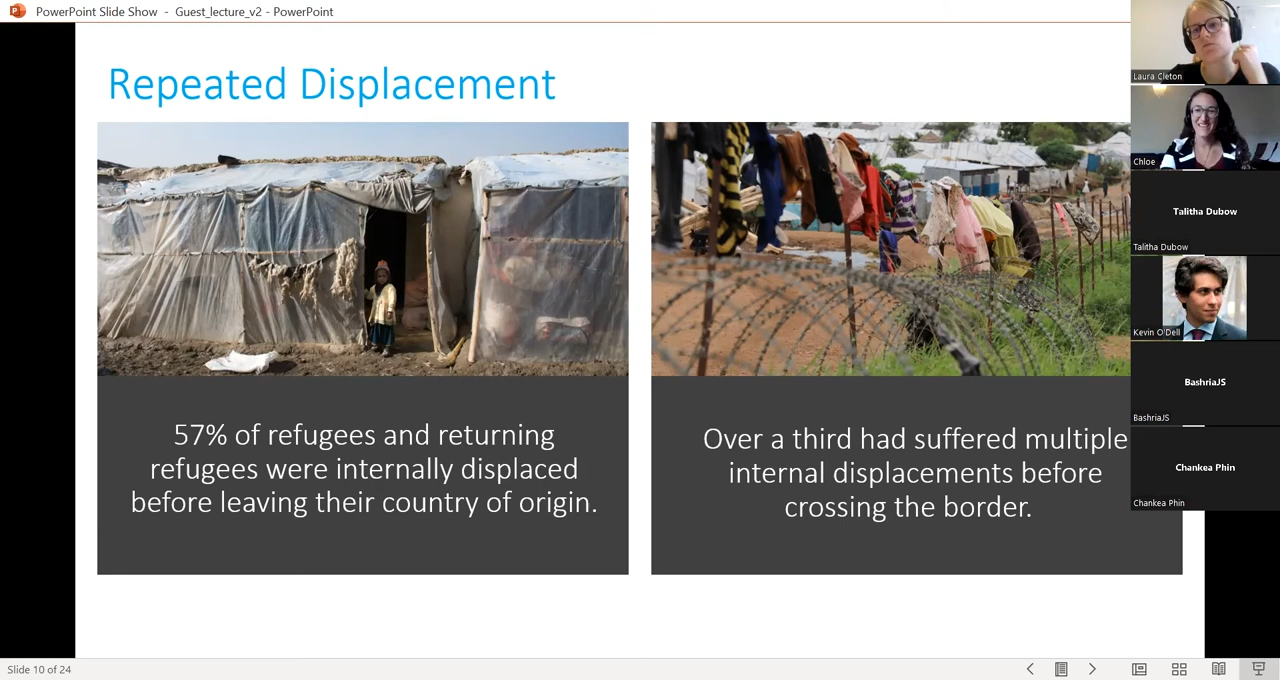 PowerPoint Slide Show - Guest_lecture_v2 - PowerPoint
Repeated Displacement
57% of refugees and returning
refugees were internally displaced
before leaving their country of origin.
Over a third had suffered multiple
internal displacements before
crossing the border.
Laura Cleton
Chloe
Talitha Dubow
Talitha Dubow
Kevin O'Dell
BashriaJS
BashriaJS
Chankea Phin
Chankea Phin
Slide 10 of 24